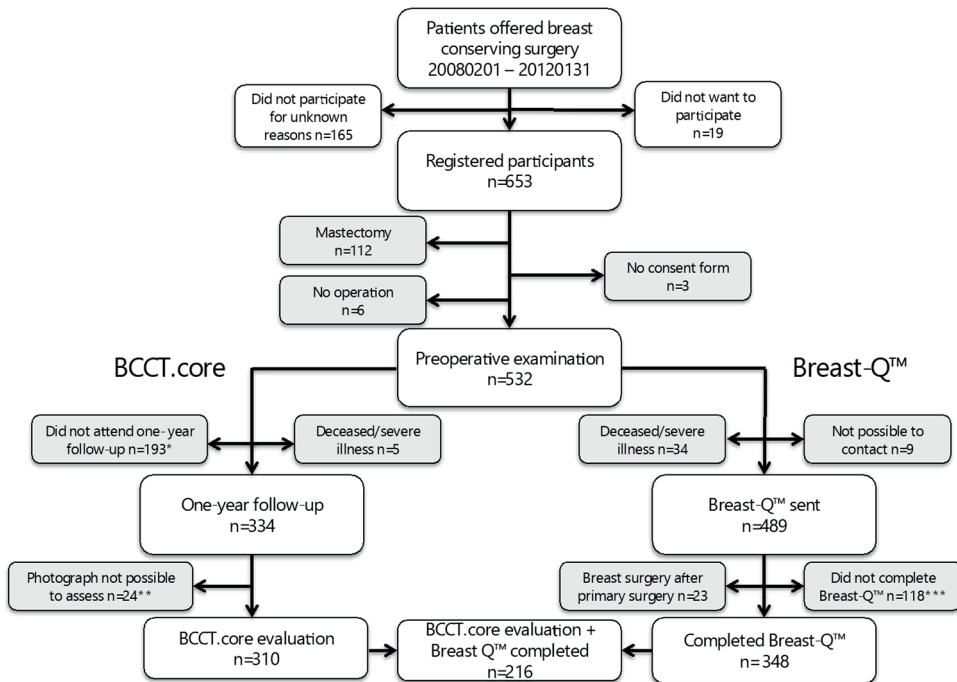 Patients offered breast
conserving surgery
20080201 – 20120131
Did not participate
for unknown
reasons n=165
Did not want to
participate
n=19
Registered participants
n=653
Mastectomy
n=112
No consent form
n=3
No operation
n=6
Preoperative examination
n=532
BCCT.core
Breast-Q™
Did not attend one-year
follow-up n=193*
Deceased/severe
illness n=5
Deceased/severe
illness n=34
Not possible to
contact n=9
One-year follow-up
n=334
Breast-Q™ sent
n=489
Photograph not possible
to assess n=24**
Breast surgery after
primary surgery n=23
Did not complete
Breast-Q™ n=118***
BCCT.core evaluation
n=310
BCCT.core evaluation +
Breast Q™ completed
n=216
Completed Breast-Q™
n=348